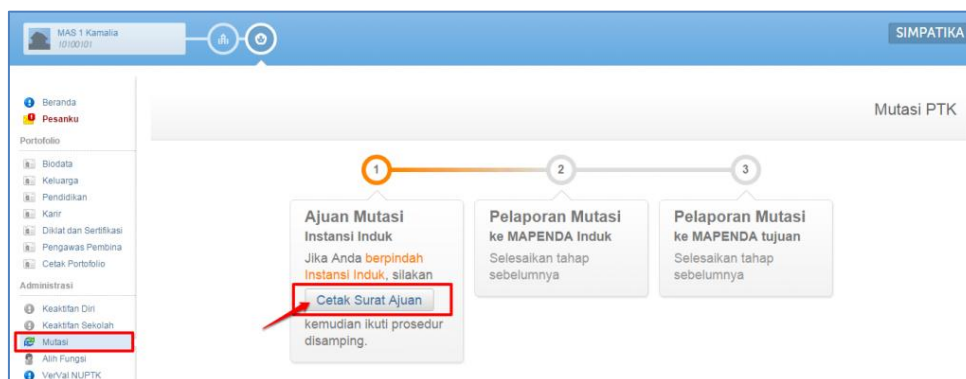 MAS 1 Kamalia
10100101
SIMPATIKA
Beranda
Pesanku
Portofolio
Biodata
Keluarga
Pendidikan
Karir
Diklat dan Sertifikasi
Pengawas Pembina
Cetak Portofolio
Administrasi
Keaktifan Diri
Keaktifan Sekolah
Mutasi
Alih Fungsi
VerVal NUPTK
Mutasi PTK
1
2
3
Ajuan Mutasi
Instansi Induk
Jika Anda berpindah
Instansi Induk, silakan
Cetak Surat Ajuan
kemudian ikuti prosedur
disamping.
Pelaporan Mutasi
ke MAPENDA Induk
Selesaikan tahap
sebelumnya
Pelaporan Mutasi
ke MAPENDA tujuan
Selesaikan tahap
sebelumnya